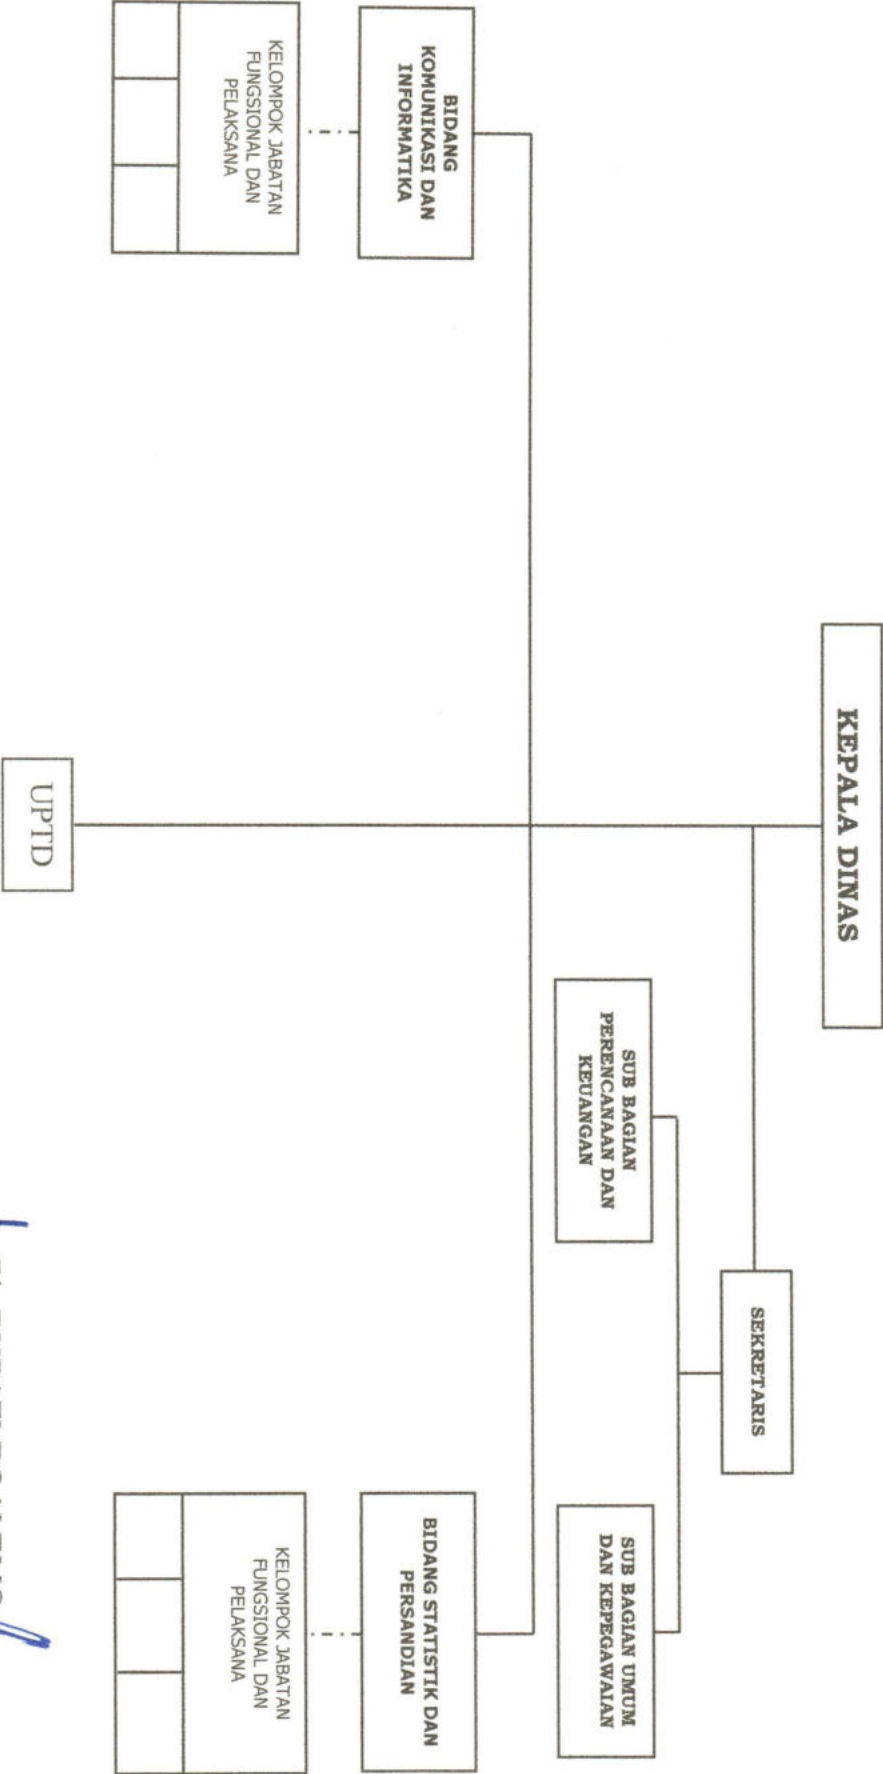 KEPALA DINAS
SEKRETARIS
SUB BAGIAN
PERENCANAAN DAN
KEUANGAN
SUB BAGIAN UMUM
DAN KEPEGAWAIAN
BIDANG
KOMUNIKASI DAN
INFORMATIKA
BIDANG STATISTIK DAN
PERSANDIAN
KELOMPOK JABATAN
FUNGSIONAL DAN
PELAKSANA
KELOMPOK JABATAN
FUNGSIONAL DAN
PELAKSANA
UPTD